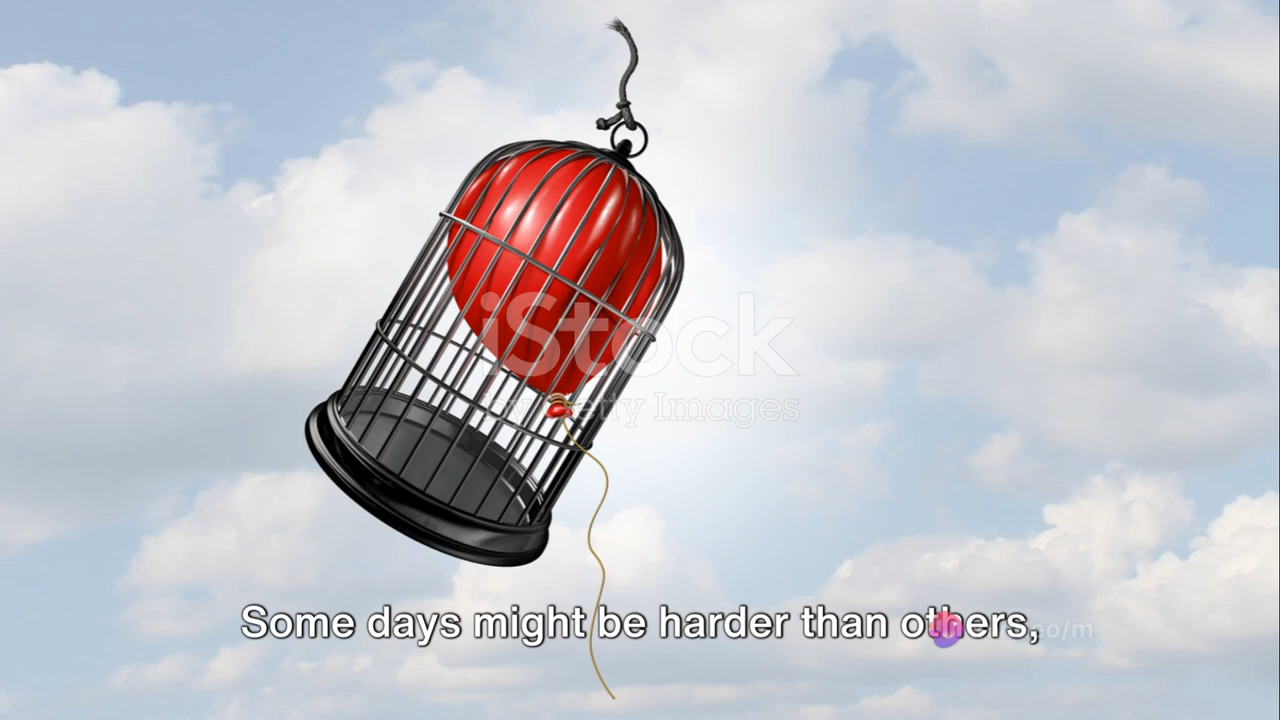 iStock
by Getty Images
Some days might be harder than others,